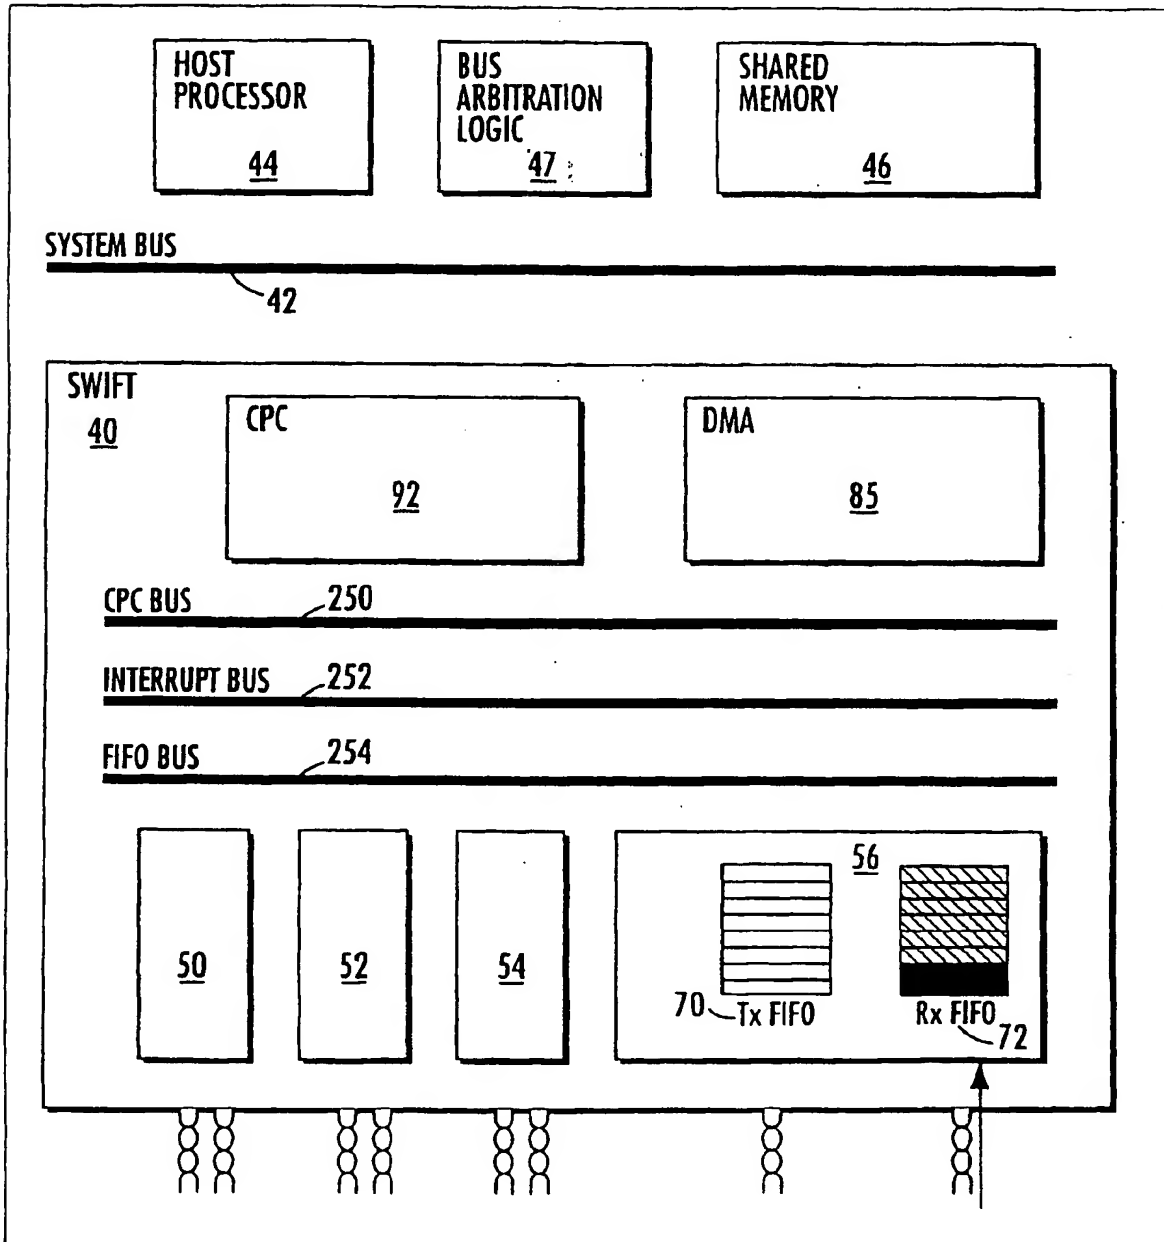 HOST
PROCESSOR
44
BUS
ARBITRATION
LOGIC
47
SHARED
MEMORY
46
SYSTEM BUS
42
SWIFT
40
CPC
92
DMA
85
CPC BUS
250
INTERRUPT BUS
252
FIFO BUS
254
50
52
54
56
70
Tx FIFO
Rx FIFO
72